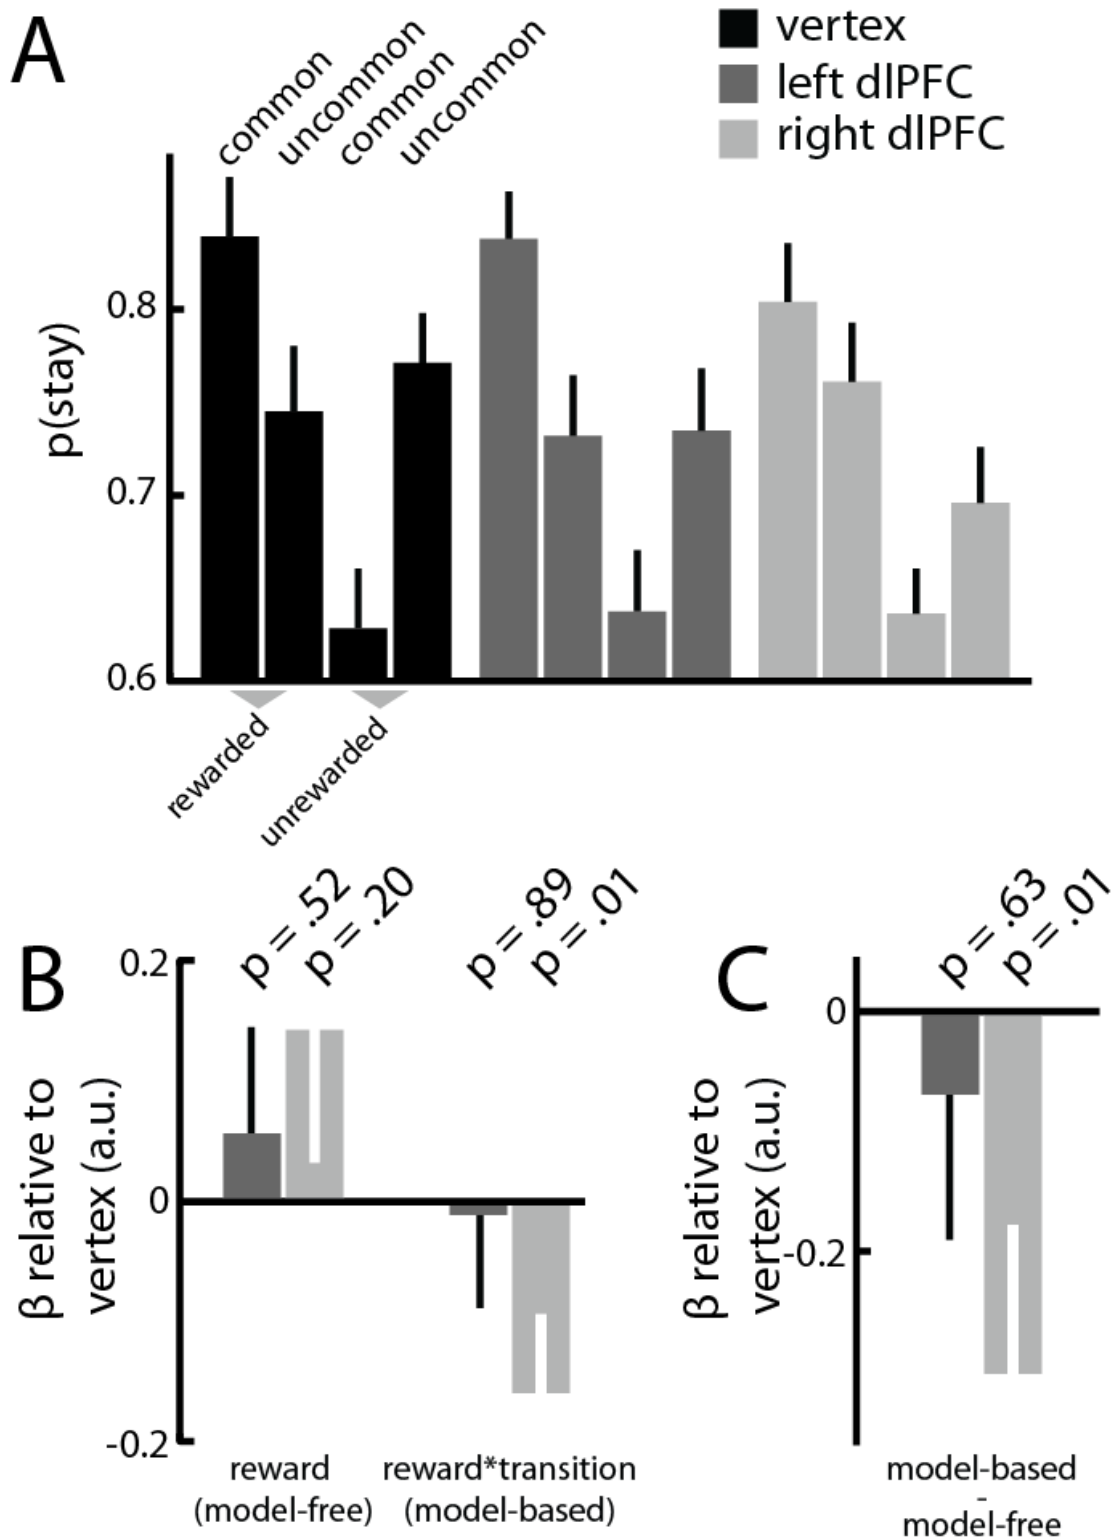 A
common
uncommon
common
uncommon
vertex
left dlPFC
right dlPFC
p(stay)
0.8
0.7
0.6
rewarded
unrewarded
B
p = .52
p = .20
p = .89
p = .01
0.2
0
-0.2
β relative to
vertex (a.u.)
reward
(model-free)
reward*transition
(model-based)
C
p = .63
p = .01
0
-0.2
β relative to
vertex (a.u.)
model-based
-
model-free